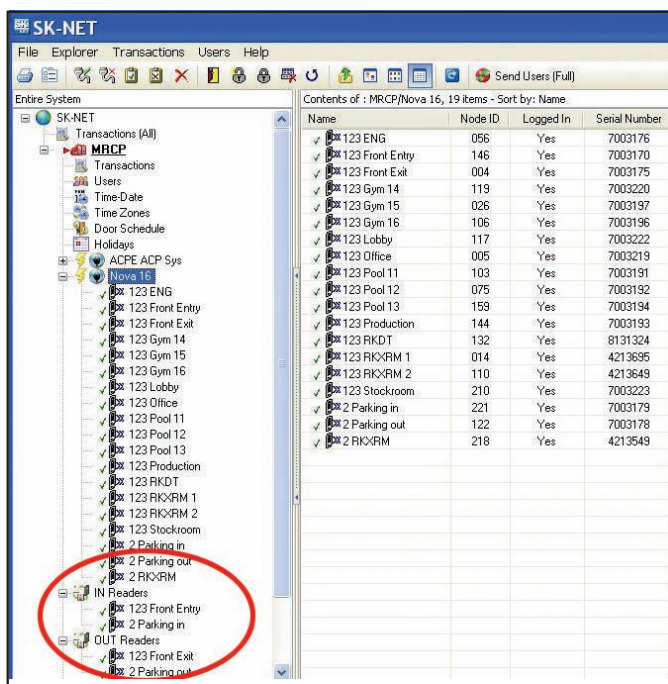 SK-NET
File Explorer Transactions Users Help
Send Users (Full)
Entire System
SK-NET
Transactions (All)
MRCP
Transactions
Users
Time-Date
Time Zones
Door Schedule
Holidays
ACPE ACP Sys
Nova 16
123 ENG
123 Front Entry
123 Front Exit
123 Gym 14
123 Gym 15
123 Gym 16
123 Lobby
123 Office
123 Pool 11
123 Pool 12
123 Pool 13
123 Production
123 RKDT
123 RKXRM 1
123 RKXRM 2
123 Stockroom
2 Parking in
2 Parking out
2 RKXRM
IN Readers
123 Front Entry
2 Parking in
OUT Readers
123 Front Exit
2 Parking out
Contents of : MRCP/Nova 16, 19 items - Sort by: Name
Name Node ID Logged In Serial Number
123 ENG 056 Yes 7003176
123 Front Entry 146 Yes 7003170
123 Front Exit 004 Yes 7003175
123 Gym 14 119 Yes 7003220
123 Gym 15 026 Yes 7003197
123 Gym 16 106 Yes 7003196
123 Lobby 117 Yes 7003222
123 Office 005 Yes 7003219
123 Pool 11 103 Yes 7003191
123 Pool 12 075 Yes 7003192
123 Pool 13 159 Yes 7003194
123 Production 144 Yes 7003193
123 RKDT 132 Yes 8131324
123 RKXRM 1 014 Yes 4213695
123 RKXRM 2 110 Yes 4213649
123 Stockroom 210 Yes 7003223
2 Parking in 221 Yes 7003179
2 Parking out 122 Yes 7003178
2 RKXRM 218 Yes 4213549